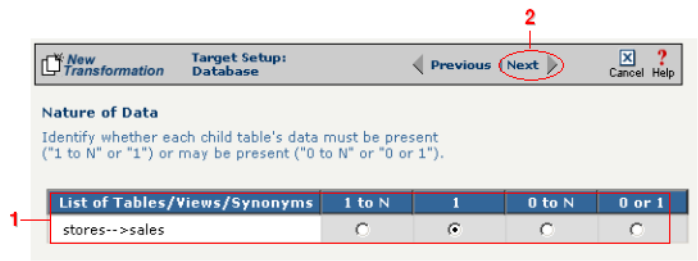 2
New Transformation
Target Setup: Database
Previous
Next
Cancel
Help
Nature of Data
Identify whether each child table's data must be present
("1 to N" or "1") or may be present ("0 to N" or "0 or 1").
1
List of Tables/Views/Synonyms 1 to N 1 0 to N 0 or 1
stores-->sales